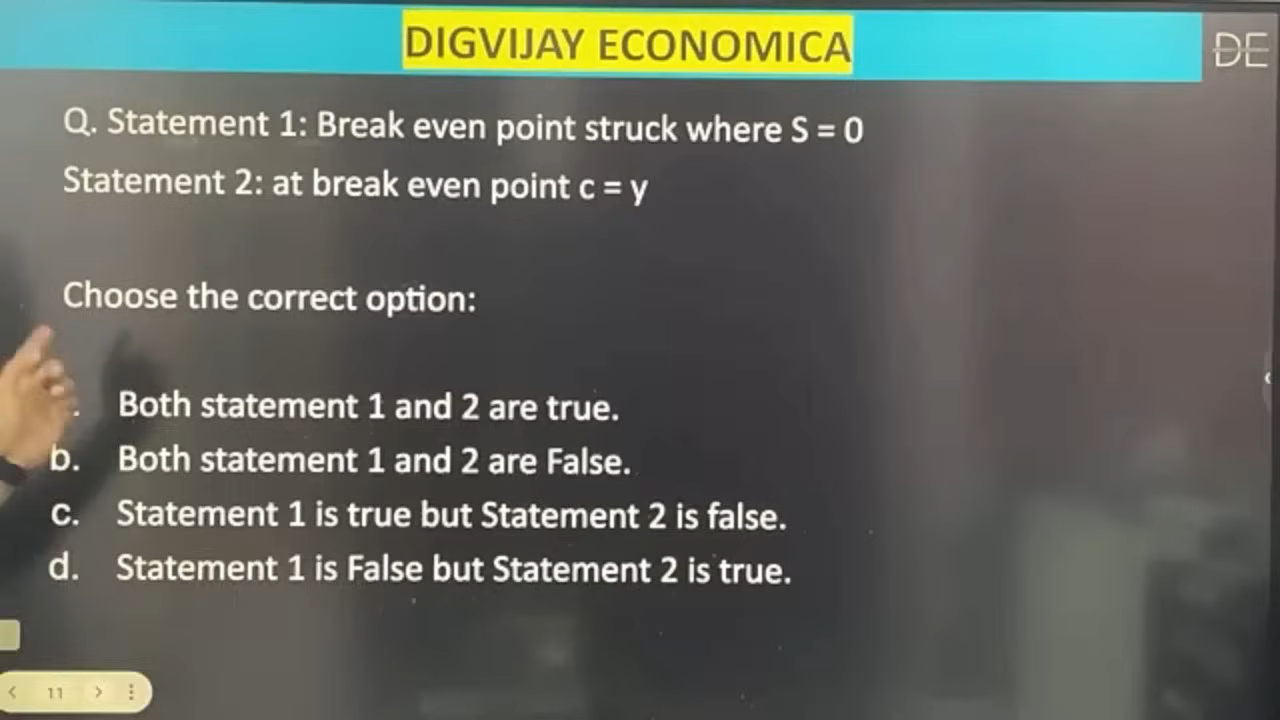 DIGVIJAY ECONOMICA
DE
Q. Statement 1: Break even point struck where S = 0
Statement 2: at break even point c = y
Choose the correct option:
. Both statement 1 and 2 are true.
b. Both statement 1 and 2 are False.
c. Statement 1 is true but Statement 2 is false.
d. Statement 1 is False but Statement 2 is true.
< 11 > ⋮